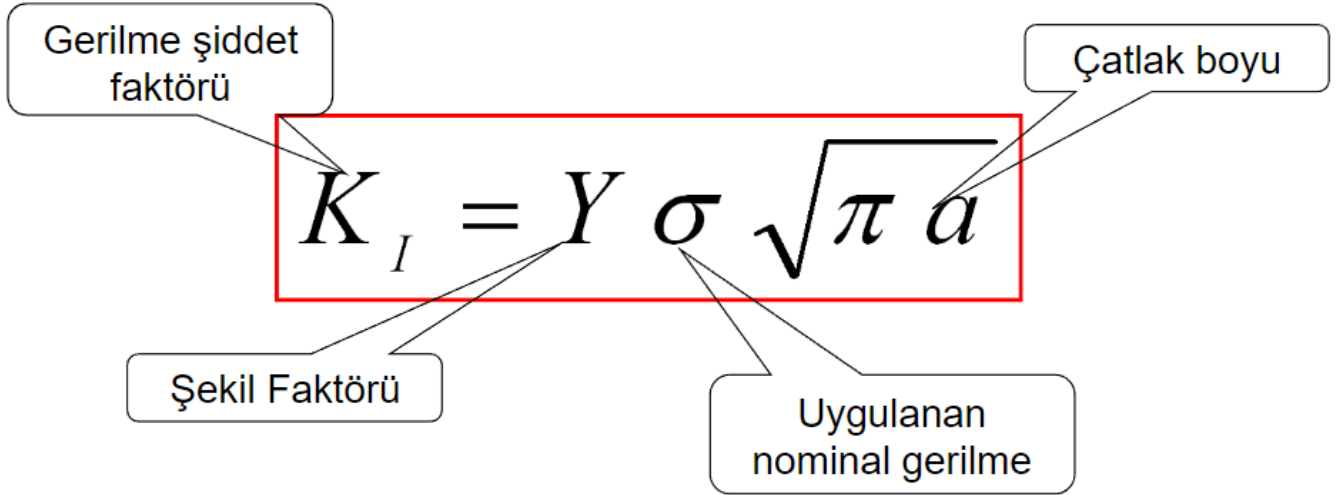 Gerilme şiddet
faktörü
Çatlak boyu
K_I = Y σ √(π a)
Şekil Faktörü
Uygulanan
nominal gerilme